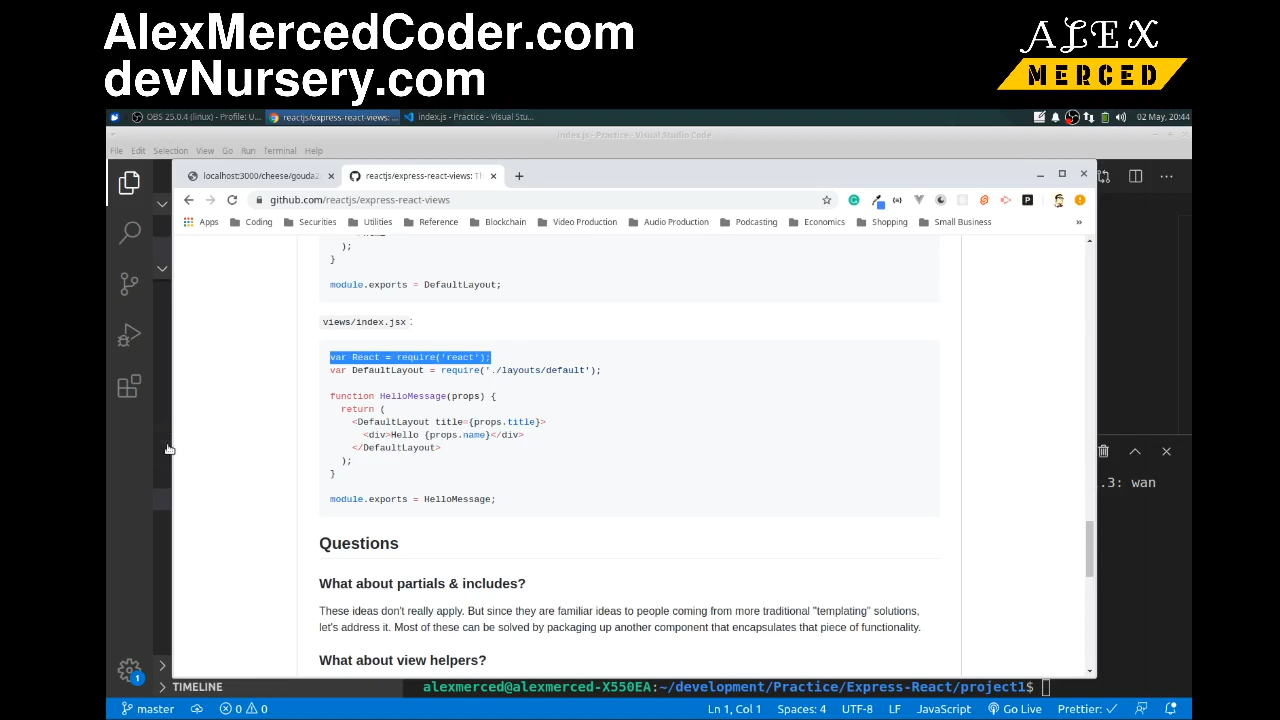 AlexMercedCoder.com
devNursery.com
ALEX
MERCED
OBS 25.0.4 (linux) - Profile: U...
reactjs/express-react-views: ...
index.js - Practice - Visual Stu...
02 May, 20:44
index.js - Practice - Visual Studio Code
File Edit Selection View Go Run Terminal Help
localhost:3000/cheese/gouda2
reactjs/express-react-views: Th
github.com/reactjs/express-react-views
Apps Coding Securities Utilities Reference Blockchain Video Production Audio Production Podcasting Economics Shopping Small Business »
);
}
module.exports = DefaultLayout;
views/index.jsx:
var React = require('react');
var DefaultLayout = require('./layouts/default');
function HelloMessage(props) {
return (
<DefaultLayout title={props.title}>
<div>Hello {props.name}</div>
</DefaultLayout>
);
}
module.exports = HelloMessage;
.3: wan
Questions
What about partials & includes?
These ideas don't really apply. But since they are familiar ideas to people coming from more traditional "templating" solutions,
let's address it. Most of these can be solved by packaging up another component that encapsulates that piece of functionality.
What about view helpers?
1
TIMELINE
alexmerced@alexmerced-X550EA:~/development/Practice/Express-React/project1$
master 0 0 Ln 1, Col 1 Spaces: 4 UTF-8 LF JavaScript Go Live Prettier: ✓